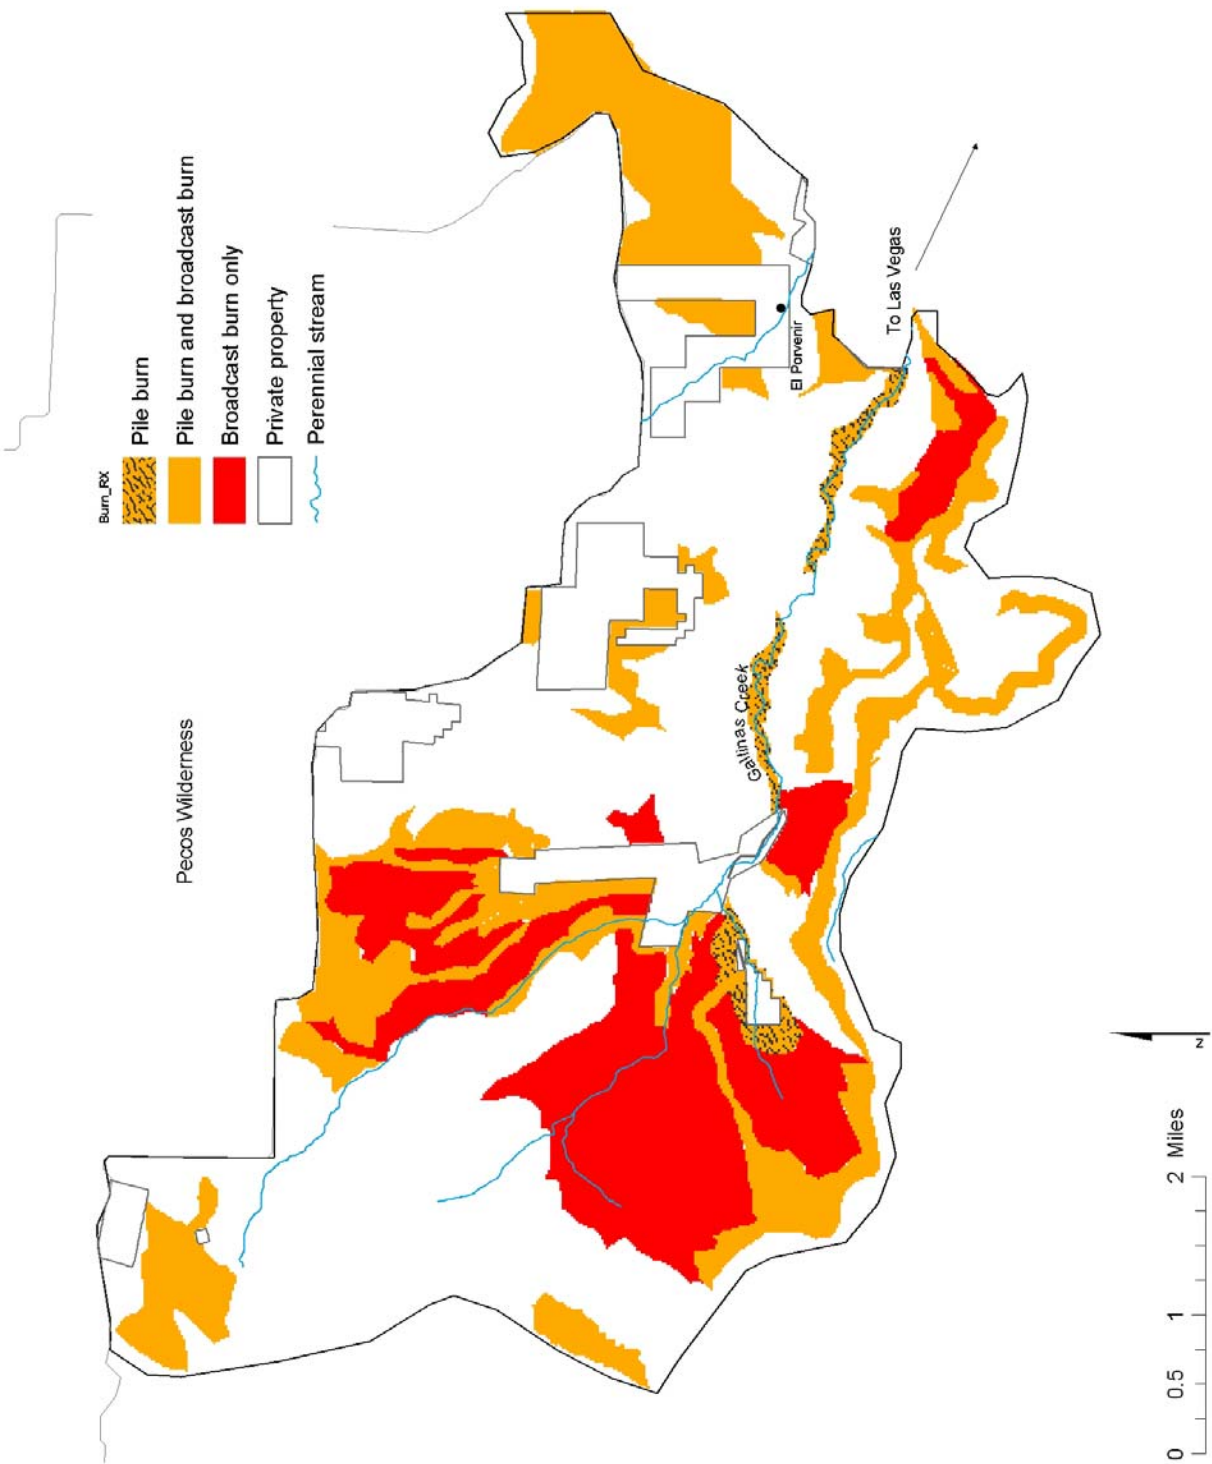 Burn_RX
Pile burn
Pile burn and broadcast burn
Broadcast burn only
Private property
Perennial stream
Pecos Wilderness
El Porvenir
To Las Vegas
Gallinas Creek
N
0 0.5 1 2 Miles